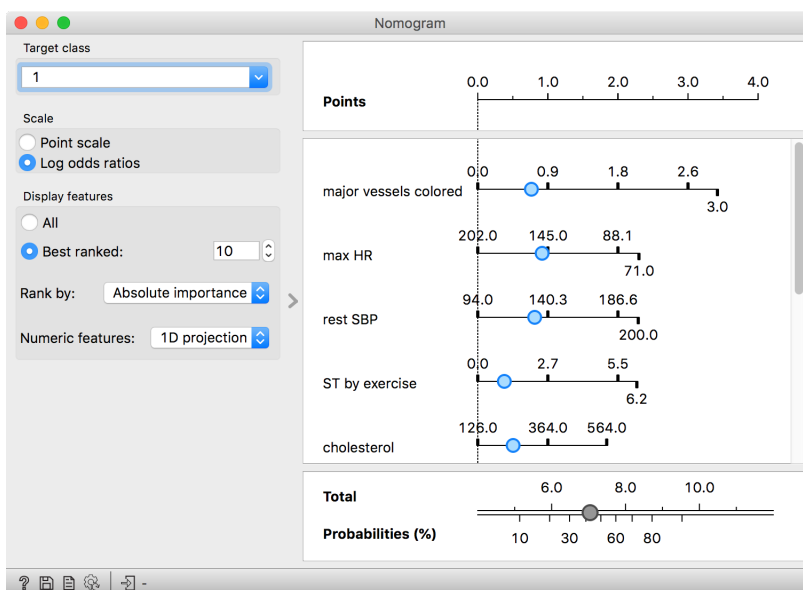 Nomogram
Target class
1
Scale
Point scale
Log odds ratios
Display features
All
Best ranked: 10
Rank by: Absolute importance
Numeric features: 1D projection
0.0 1.0 2.0 3.0 4.0
Points
0.0 0.9 1.8 2.6
major vessels colored
3.0
202.0 145.0 88.1
max HR
71.0
94.0 140.3 186.6
rest SBP
200.0
0.0 2.7 5.5
ST by exercise
6.2
126.0 364.0 564.0
cholesterol
6.0 8.0 10.0
Total
Probabilities (%)
10 30 60 80
? -